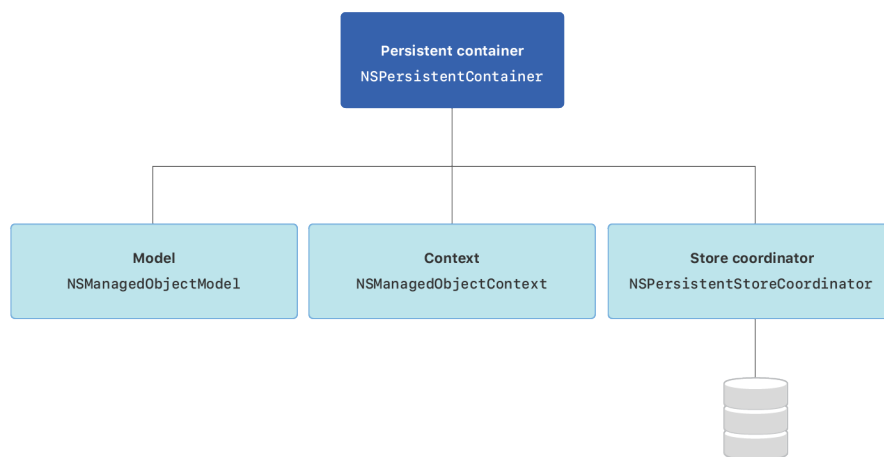 Persistent container
NSPersistentContainer
Model
NSManagedObjectModel
Context
NSManagedObjectContext
Store coordinator
NSPersistentStoreCoordinator